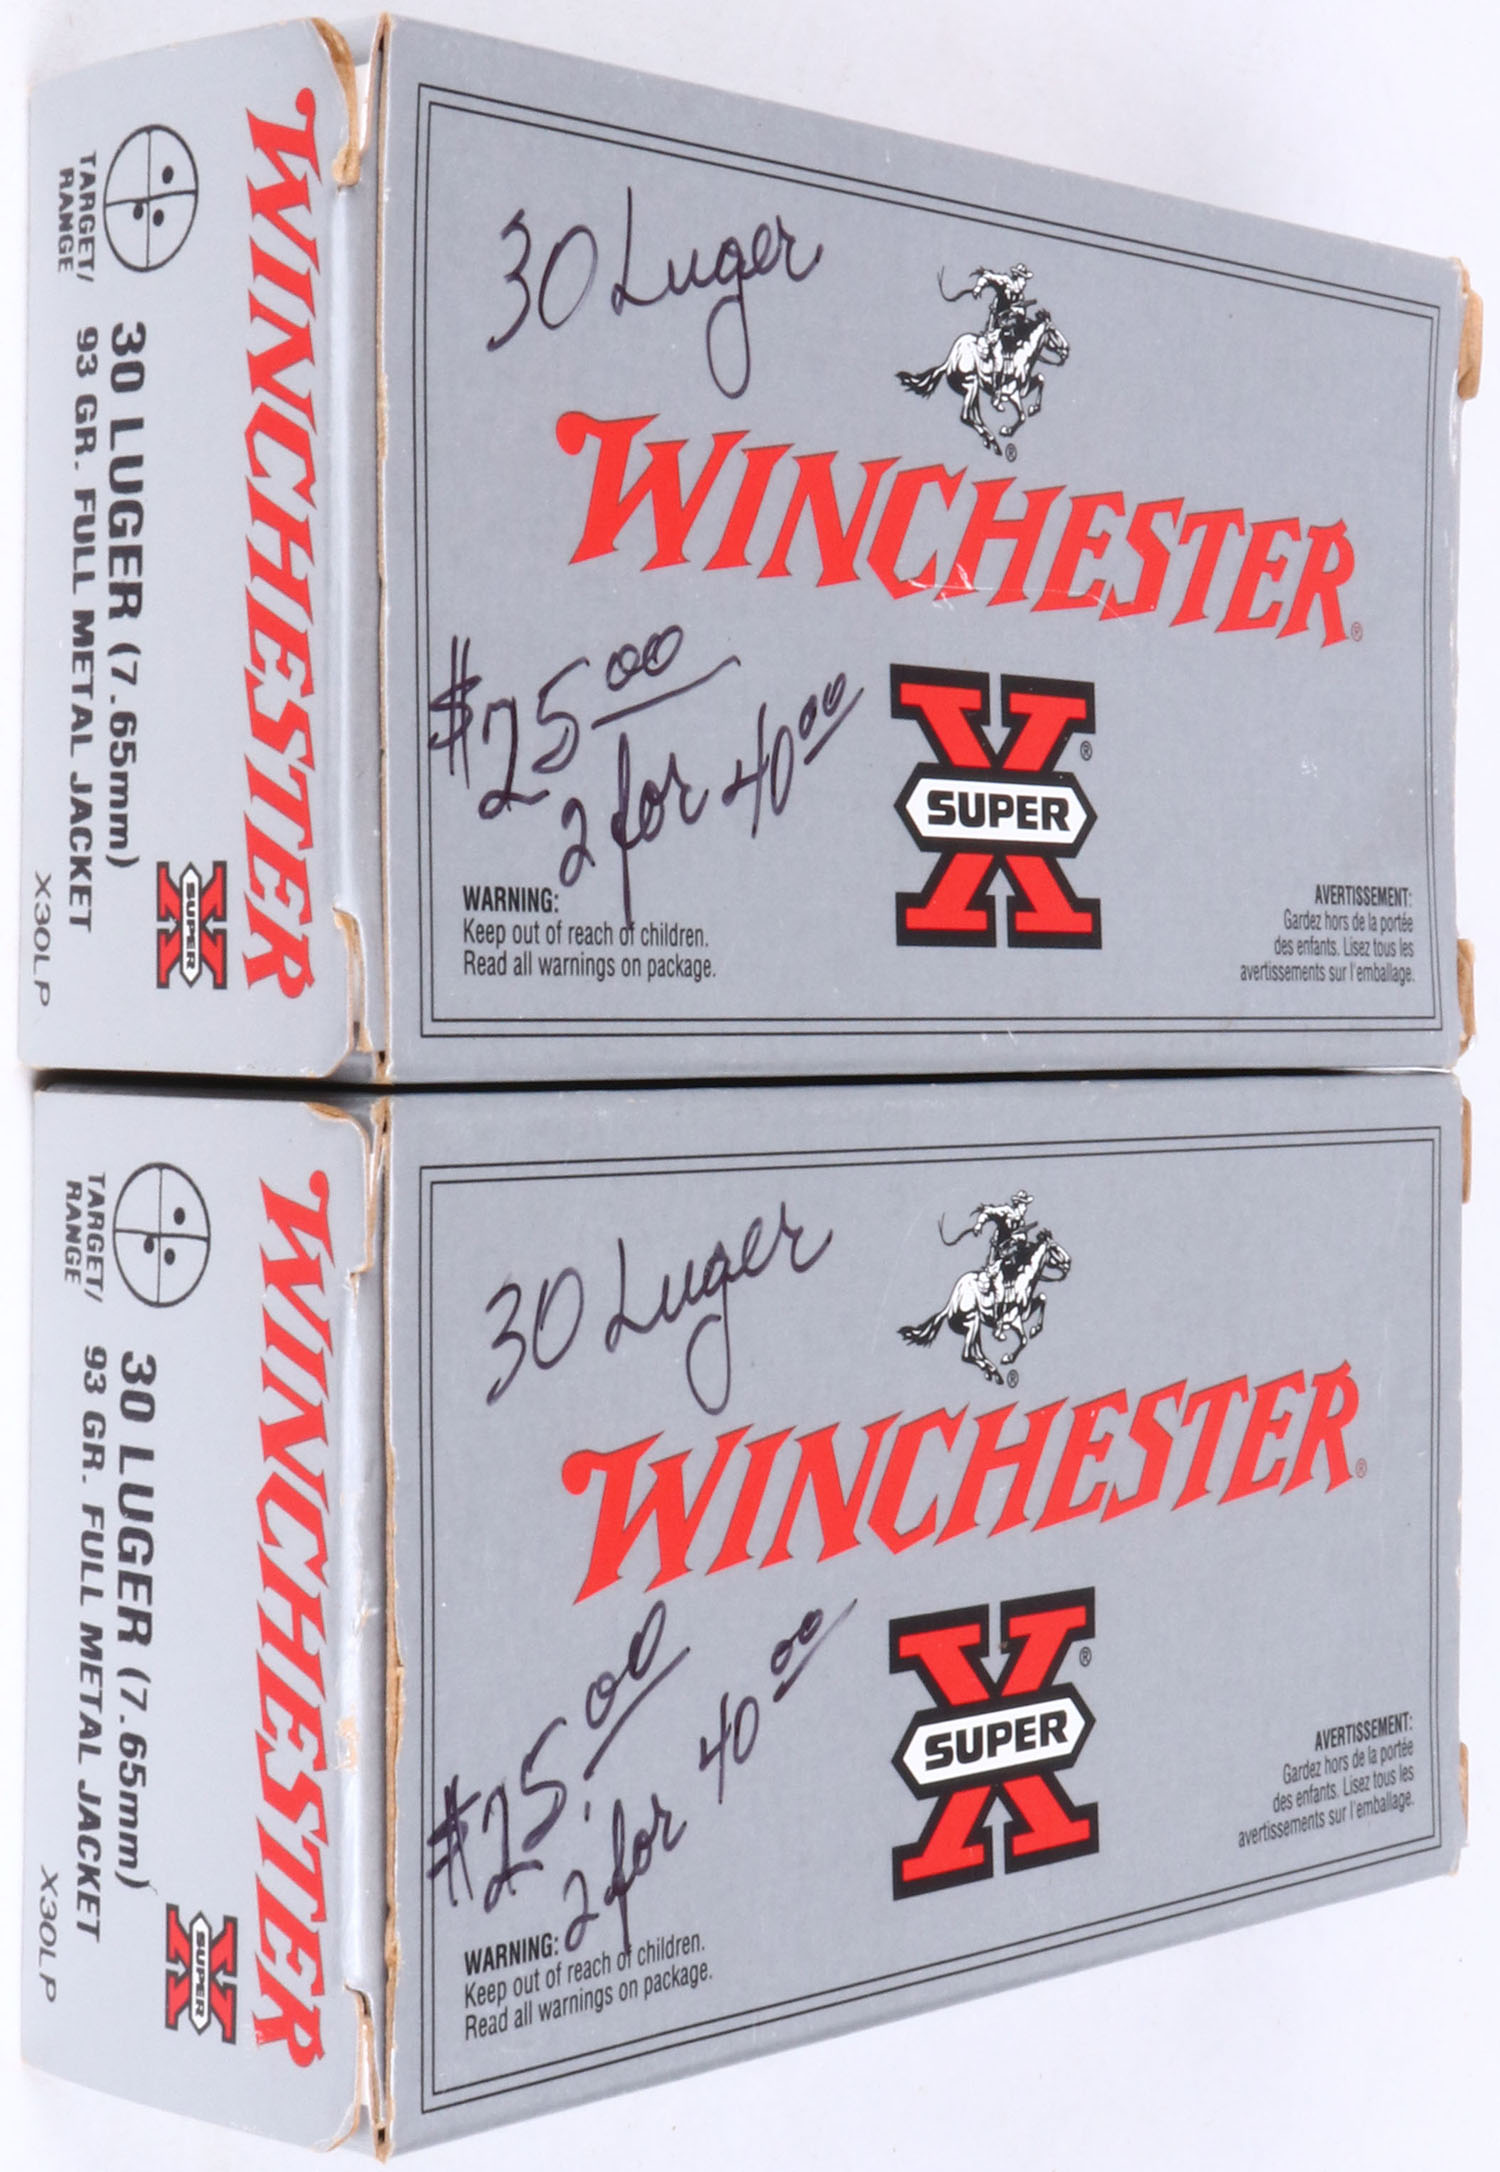 30 Luger
WINCHESTER®
$25.00
2 for 40.00
X
SUPER
®
WARNING:
Keep out of reach of children.
Read all warnings on package.
AVERTISSEMENT:
Gardez hors de la portée
des enfants. Lisez tous les
avertissements sur l'emballage.
WINCHESTER
30 LUGER (7.65mm)
93 GR. FULL METAL JACKET
TARGET/
RANGE
X
SUPER
X30LP
30 Luger
WINCHESTER®
$25.00
2 for 40.00
X
SUPER
®
WARNING:
Keep out of reach of children.
Read all warnings on package.
AVERTISSEMENT:
Gardez hors de la portée
des enfants. Lisez tous les
avertissements sur l'emballage.
WINCHESTER
30 LUGER (7.65mm)
93 GR. FULL METAL JACKET
TARGET/
RANGE
X
SUPER
X30LP